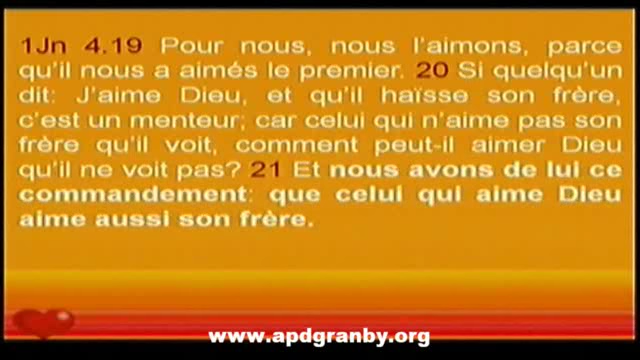 1Jn 4.19 Pour nous, nous l'aimons, parce
qu'il nous a aimés le premier. 20 Si quelqu'un
dit: J'aime Dieu, et qu'il haïsse son frère,
c'est un menteur; car celui qui n'aime pas son
frère qu'il voit, comment peut-il aimer Dieu
qu'il ne voit pas? 21 Et nous avons de lui ce
commandement: que celui qui aime Dieu
aime aussi son frère.
www.apdgranby.org